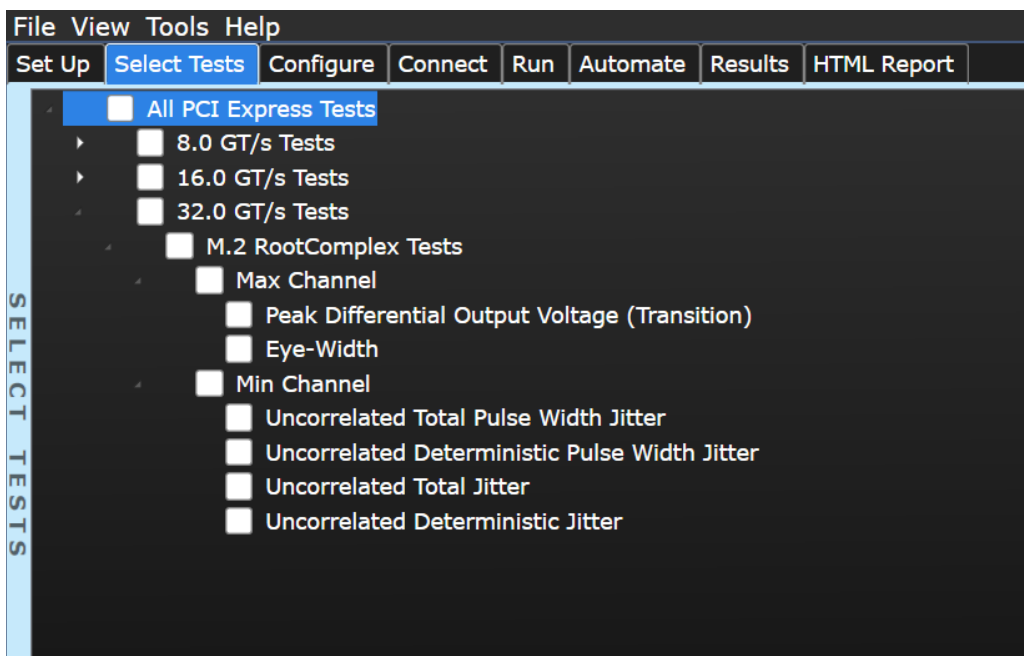 File View Tools Help
Set Up Select Tests Configure Connect Run Automate Results HTML Report
All PCI Express Tests
8.0 GT/s Tests
16.0 GT/s Tests
32.0 GT/s Tests
M.2 RootComplex Tests
Max Channel
Peak Differential Output Voltage (Transition)
Eye-Width
Min Channel
Uncorrelated Total Pulse Width Jitter
Uncorrelated Deterministic Pulse Width Jitter
Uncorrelated Total Jitter
Uncorrelated Deterministic Jitter
SELECT TESTS